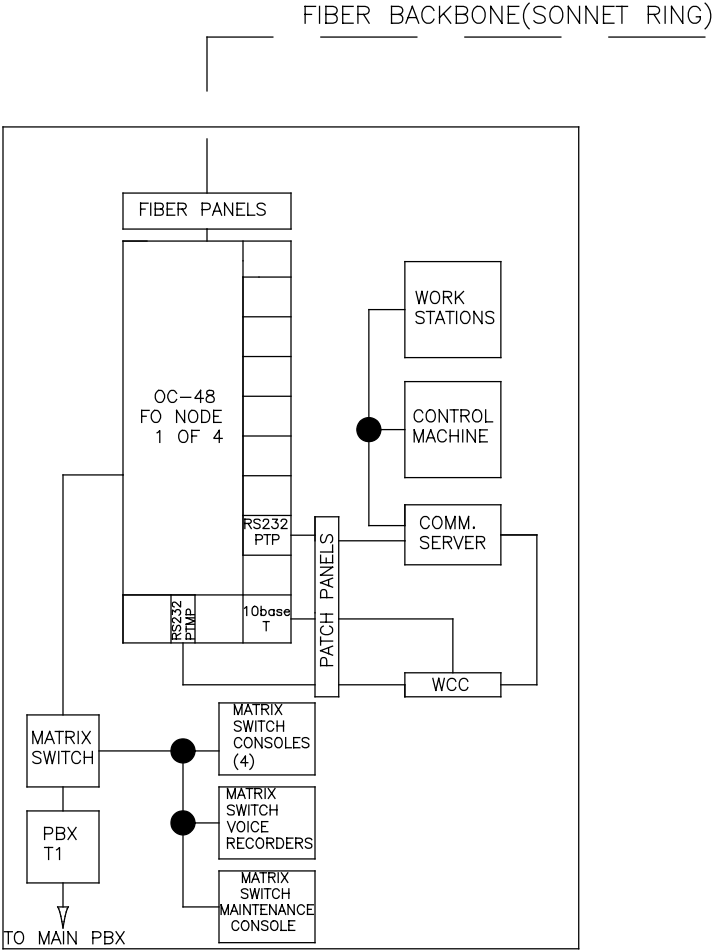 FIBER BACKBONE(SONNET RING)
FIBER PANELS
OC-48
FO NODE
1 OF 4
WORK
STATIONS
CONTROL
MACHINE
RS232
PTP
COMM.
SERVER
PATCH PANELS
RS232
PTMP
10base
T
WCC
MATRIX
SWITCH
MATRIX
SWITCH
CONSOLES
(4)
MATRIX
SWITCH
VOICE
RECORDERS
PBX
T1
MATRIX
SWITCH
MAINTENANCE
CONSOLE
TO MAIN PBX